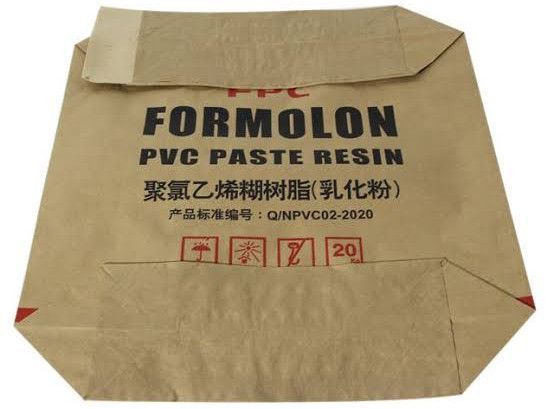 FPC
FORMOLON
PVC PASTE RESIN
聚氯乙烯糊树脂(乳化粉)
产品标准编号：Q/NPVC02-2020
20